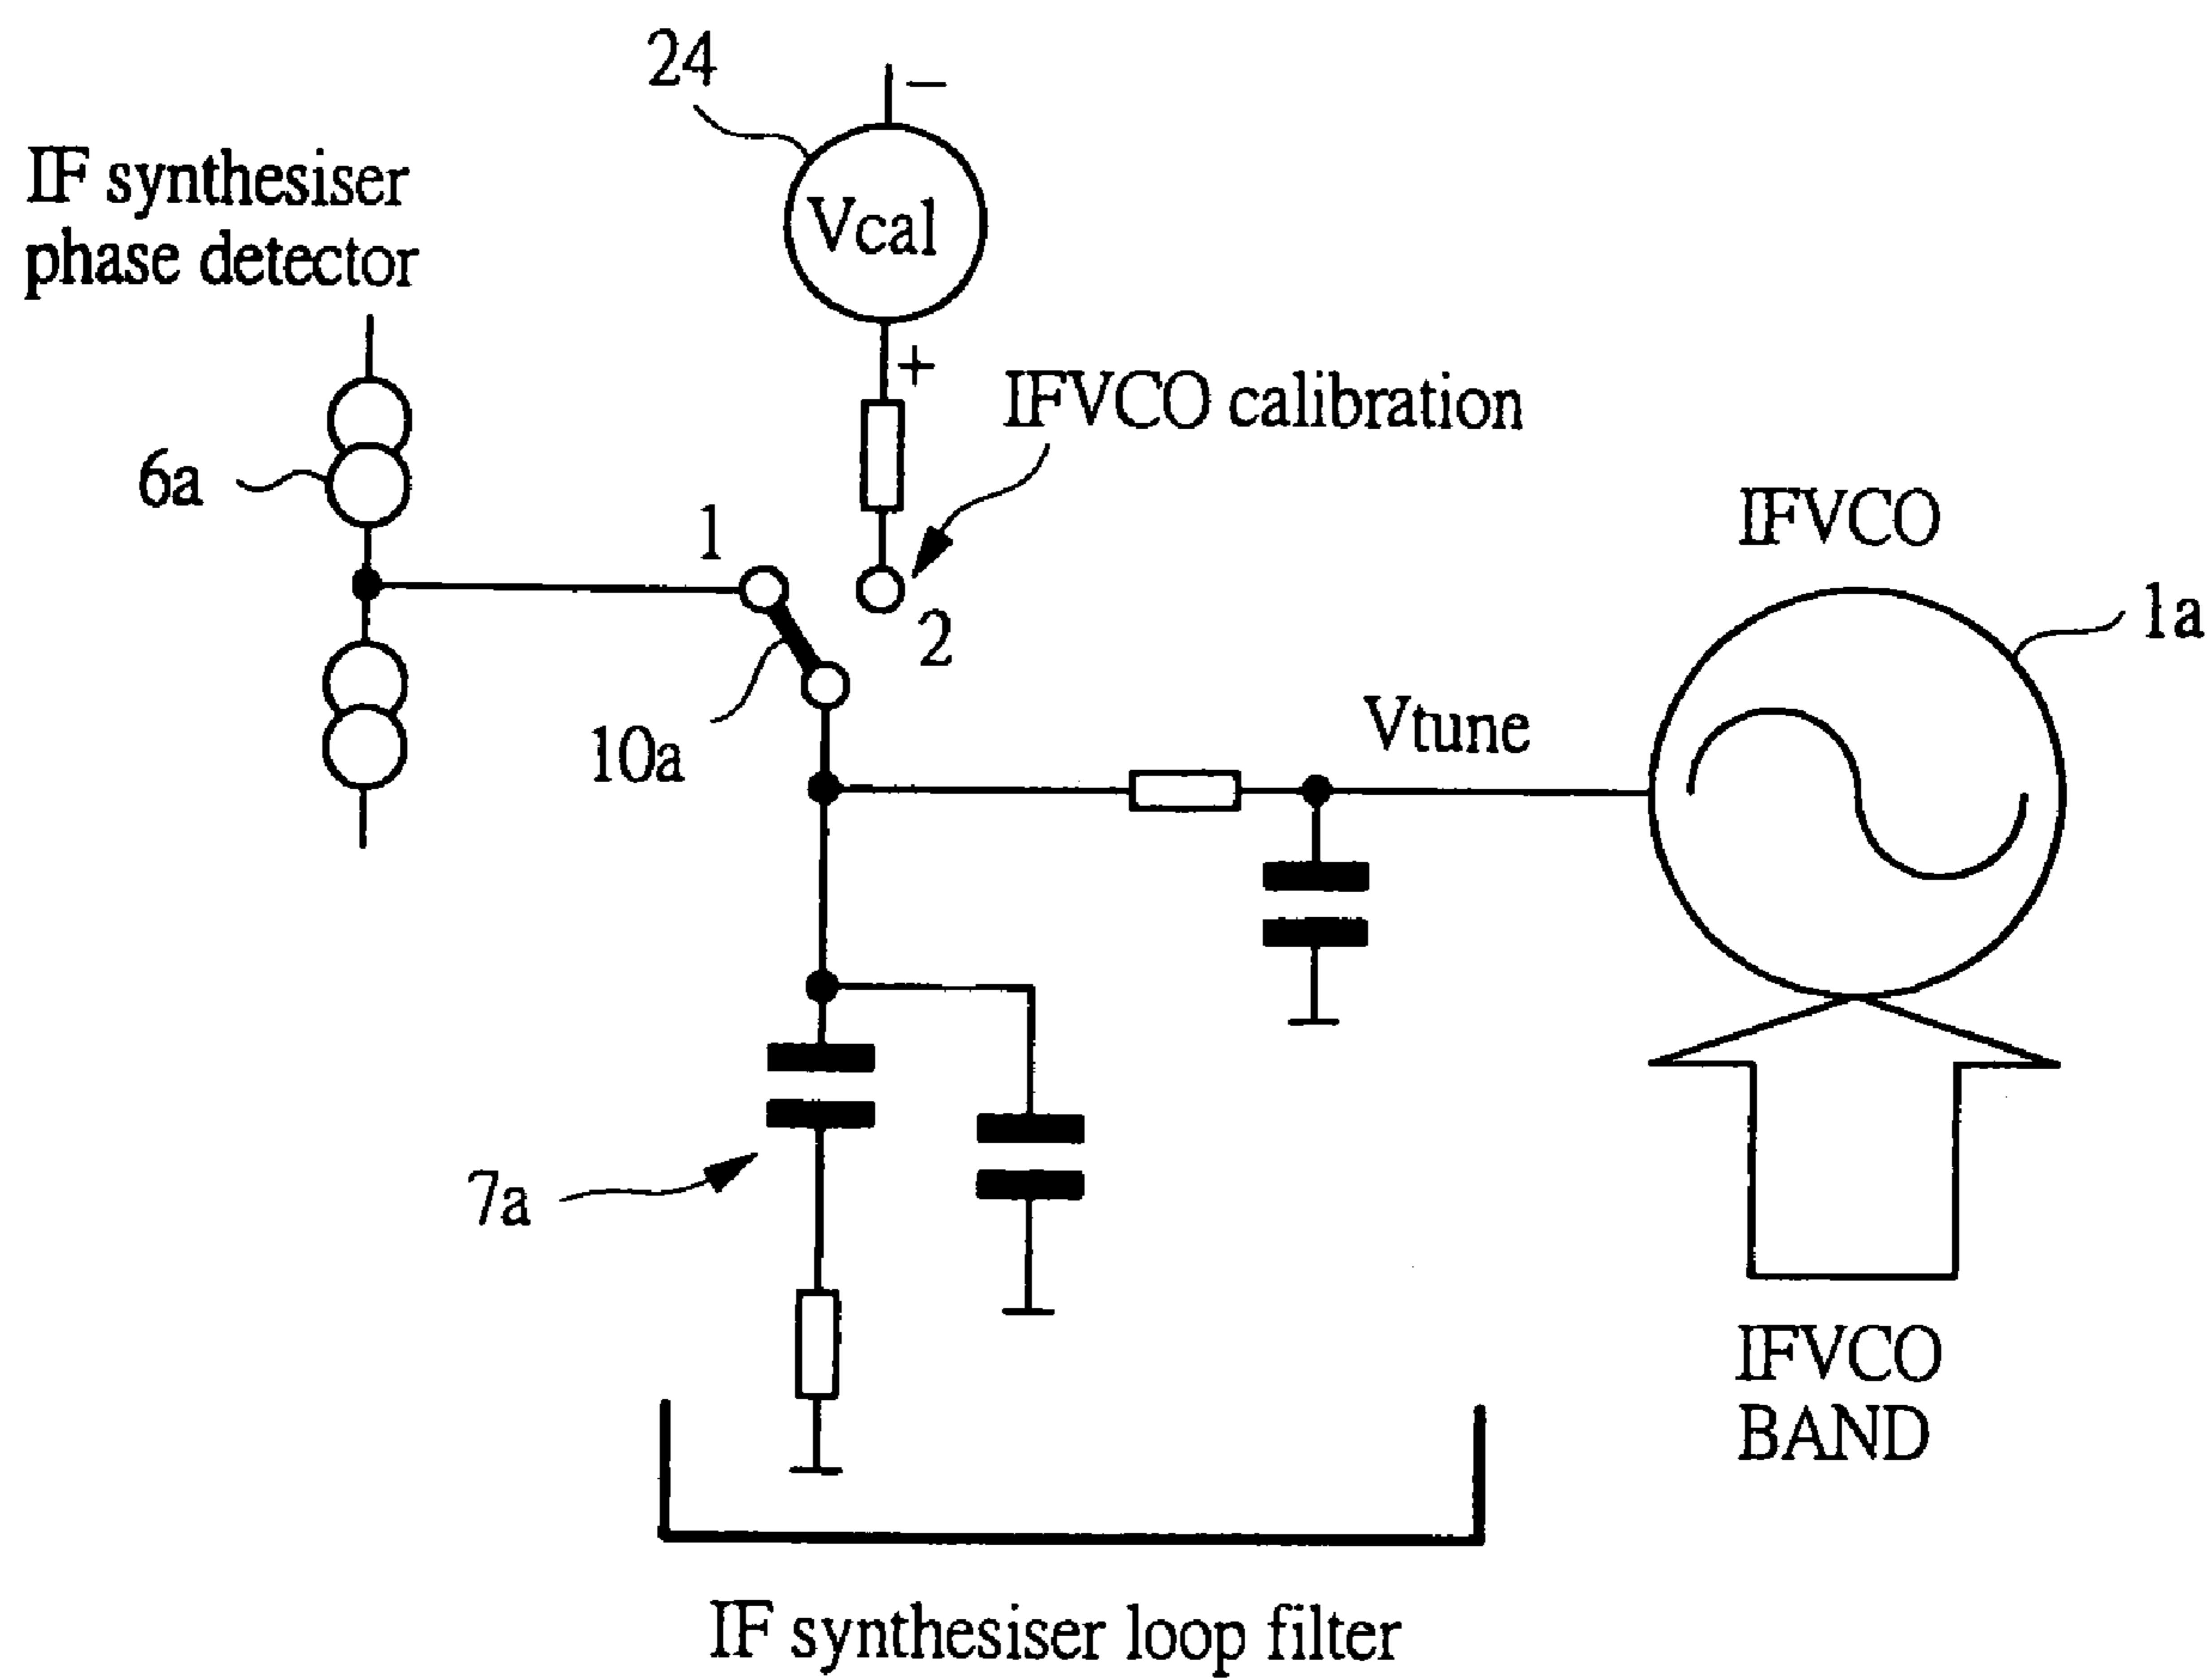 24
−
IF synthesiser
phase detector
Vcal
+
IFVCO calibration
6a
1
IFVCO
2
1a
10a
Vtune
7a
IFVCO
BAND
IF synthesiser loop filter